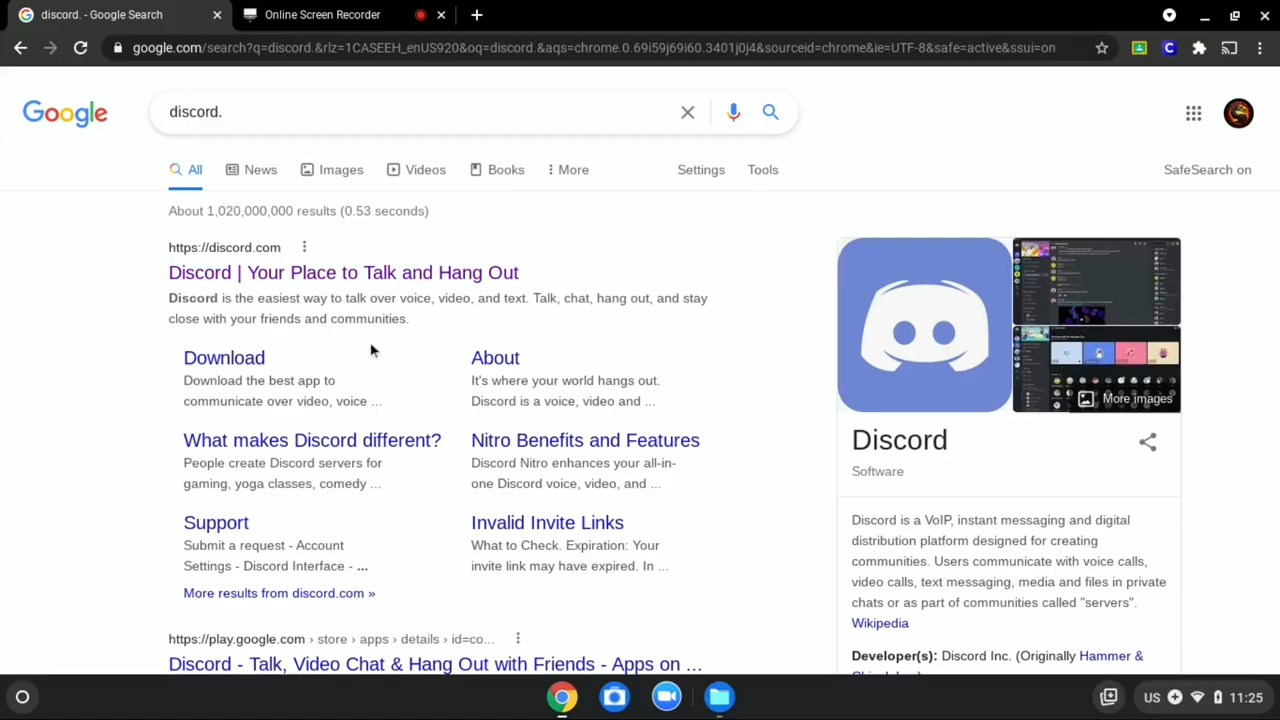 discord. - Google Search
Online Screen Recorder
google.com/search?q=discord.&rlz=1CASEEH_enUS920&oq=discord.&aqs=chrome.0.69i59j69i60.3401j0j4&sourceid=chrome&ie=UTF-8&safe=active&ssui=on
Google
discord.
All
News
Images
Videos
Books
More
Settings
Tools
SafeSearch on
About 1,020,000,000 results (0.53 seconds)
https://discord.com
Discord | Your Place to Talk and Hang Out
Discord is the easiest way to talk over voice, video, and text. Talk, chat, hang out, and stay
close with your friends and communities.
Download
Download the best app to
communicate over video, voice ...
About
It's where your world hangs out.
Discord is a voice, video and ...
What makes Discord different?
People create Discord servers for
gaming, yoga classes, comedy ...
Nitro Benefits and Features
Discord Nitro enhances your all-in-
one Discord voice, video, and ...
Support
Submit a request - Account
Settings - Discord Interface - ...
Invalid Invite Links
What to Check. Expiration: Your
invite link may have expired. In ...
More results from discord.com »
https://play.google.com › store › apps › details › id=co...
Discord - Talk, Video Chat & Hang Out with Friends - Apps on ...
More images
Discord
Software
Discord is a VoIP, instant messaging and digital
distribution platform designed for creating
communities. Users communicate with voice calls,
video calls, text messaging, media and files in private
chats or as part of communities called "servers".
Wikipedia
Developer(s): Discord Inc. (Originally Hammer &
US
11:25